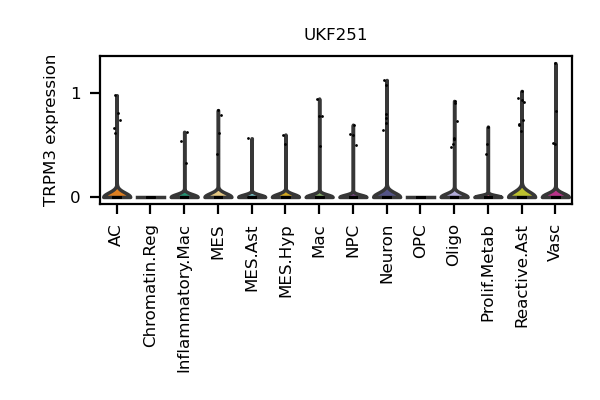 UKF251
TRPM3 expression
1
0
AC
Chromatin.Reg
Inflammatory.Mac
MES
MES.Ast
MES.Hyp
Mac
NPC
Neuron
OPC
Oligo
Prolif.Metab
Reactive.Ast
Vasc